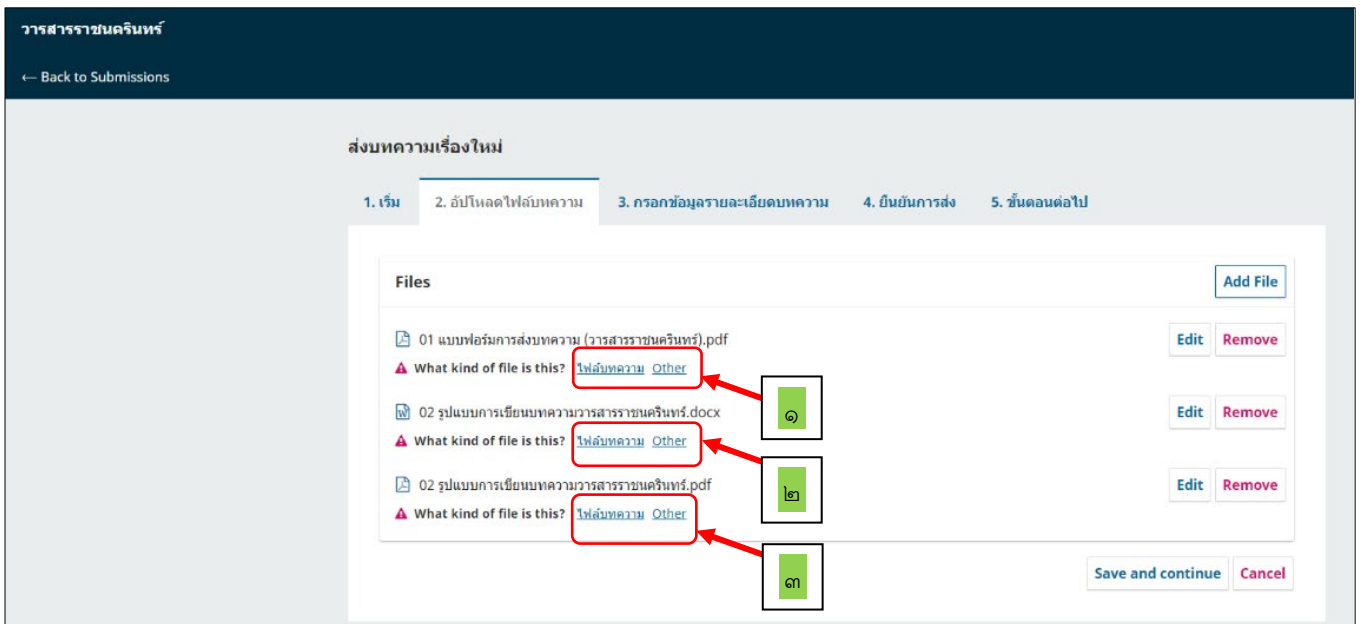 วารสารราชนครินทร์
← Back to Submissions
ส่งบทความเรื่องใหม่
1. เริ่ม 2. อัปโหลดไฟล์บทความ 3. กรอกข้อมูลรายละเอียดบทความ 4. ยืนยันการส่ง 5. ขั้นตอนต่อไป
Files Add File
01 แบบฟอร์มการส่งบทความ (วารสารราชนครินทร์).pdf Edit Remove
What kind of file is this? ไฟล์บทความ Other
๑
02 รูปแบบการเขียนบทความวารสารราชนครินทร์.docx Edit Remove
What kind of file is this? ไฟล์บทความ Other
๒
02 รูปแบบการเขียนบทความวารสารราชนครินทร์.pdf Edit Remove
What kind of file is this? ไฟล์บทความ Other
๓
Save and continue Cancel